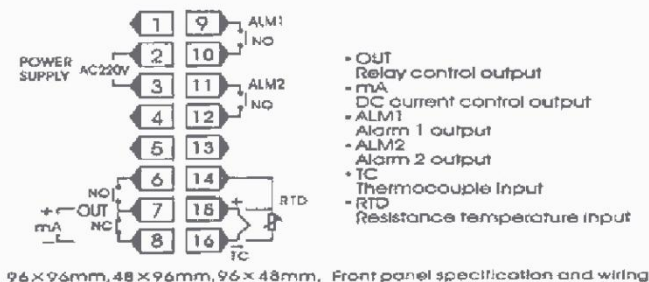 1 9 ALM1
NO
2 10
POWER SUPPLY AC220V
3 11 ALM2
NO
4 12
5 13
6 14
NO
RTD
+ OUT 7 15 +
mA NC
- 8 16 -
TC
• OUT
Relay control output
• mA
DC current control output
• ALM1
Alarm 1 output
• ALM2
Alarm 2 output
• TC
Thermocouple input
• RTD
Resistance temperature input
96×96mm, 48×96mm, 96×48mm, Front panel specification and wiring